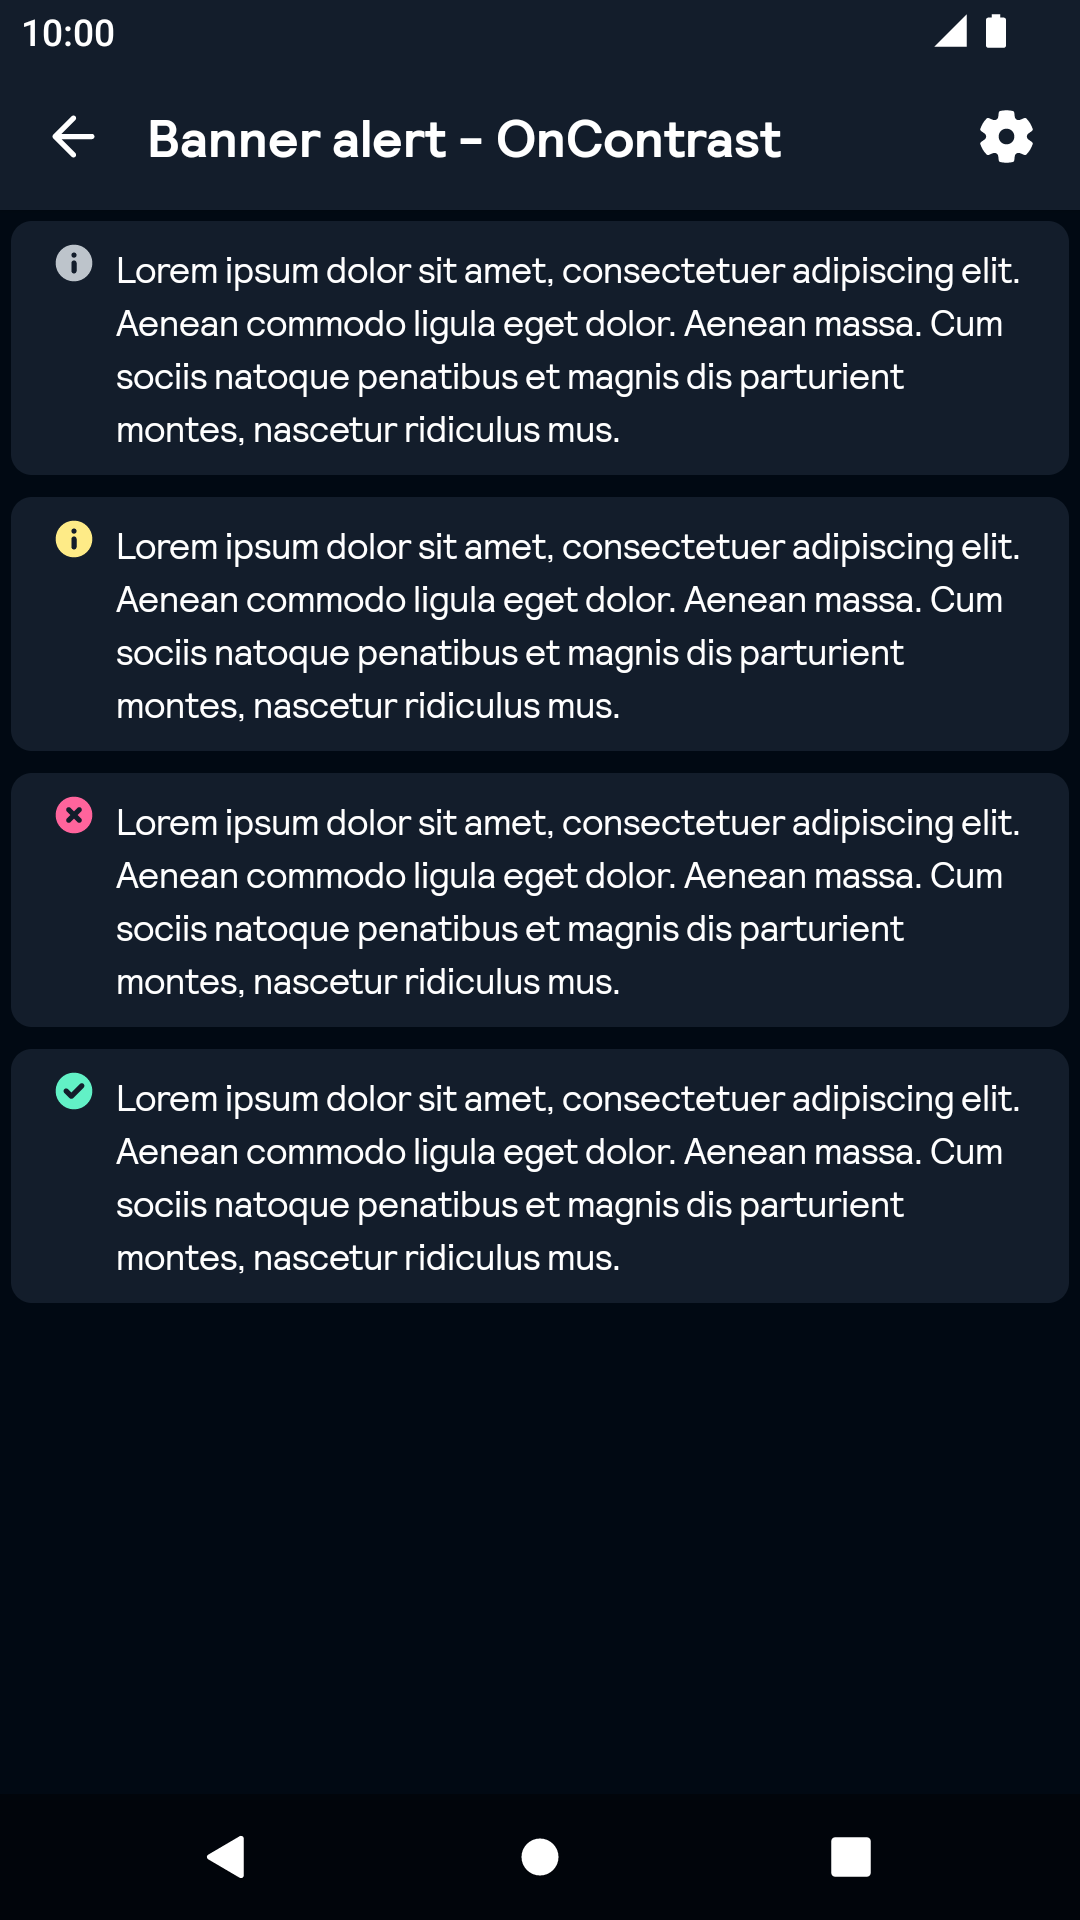 10:00
Banner alert - OnContrast
Lorem ipsum dolor sit amet, consectetuer adipiscing elit.
Aenean commodo ligula eget dolor. Aenean massa. Cum
sociis natoque penatibus et magnis dis parturient
montes, nascetur ridiculus mus.
Lorem ipsum dolor sit amet, consectetuer adipiscing elit.
Aenean commodo ligula eget dolor. Aenean massa. Cum
sociis natoque penatibus et magnis dis parturient
montes, nascetur ridiculus mus.
Lorem ipsum dolor sit amet, consectetuer adipiscing elit.
Aenean commodo ligula eget dolor. Aenean massa. Cum
sociis natoque penatibus et magnis dis parturient
montes, nascetur ridiculus mus.
Lorem ipsum dolor sit amet, consectetuer adipiscing elit.
Aenean commodo ligula eget dolor. Aenean massa. Cum
sociis natoque penatibus et magnis dis parturient
montes, nascetur ridiculus mus.